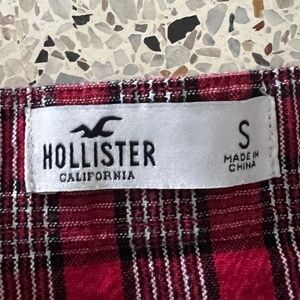 HOLLISTER
CALIFORNIA
S
MADE IN
CHINA